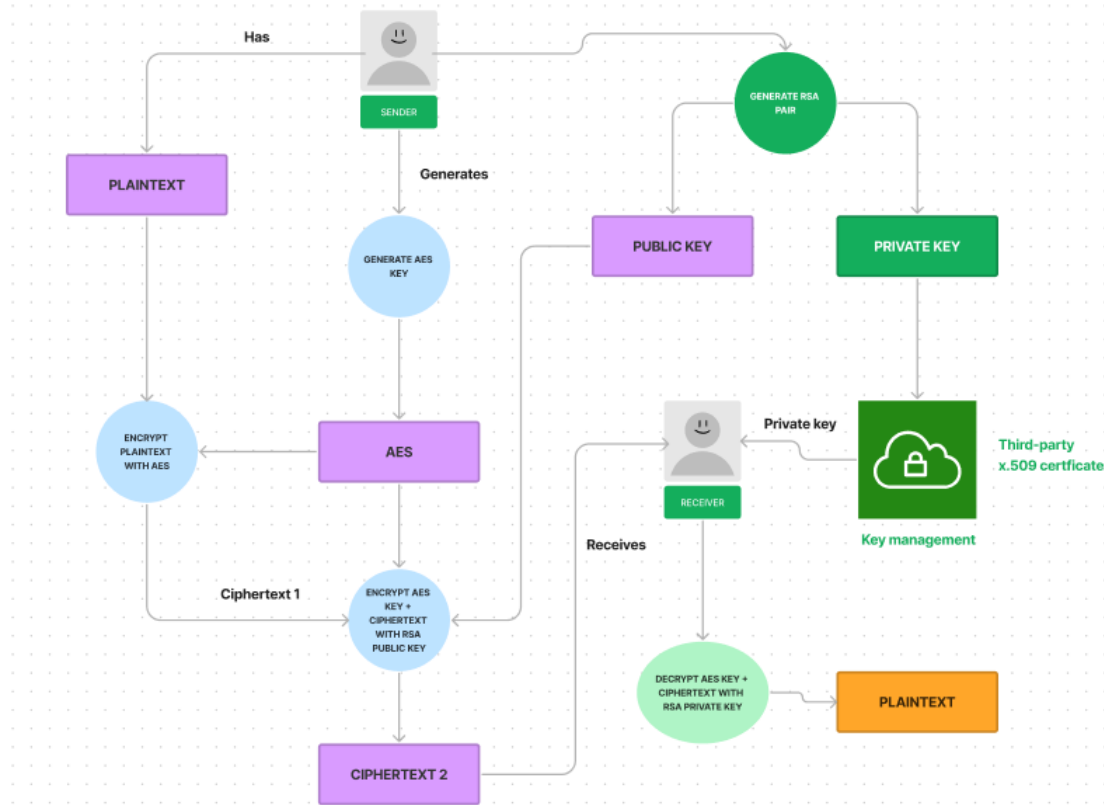 Has
SENDER
GENERATE RSA
PAIR
PLAINTEXT
Generates
GENERATE AES
KEY
PUBLIC KEY
PRIVATE KEY
ENCRYPT
PLAINTEXT
WITH AES
AES
RECEIVER
Private key
Third-party
x.509 certficate
Key management
Receives
Ciphertext 1
ENCRYPT AES
KEY +
CIPHERTEXT
WITH RSA
PUBLIC KEY
DECRYPT AES KEY +
CIPHERTEXT WITH
RSA PRIVATE KEY
PLAINTEXT
CIPHERTEXT 2